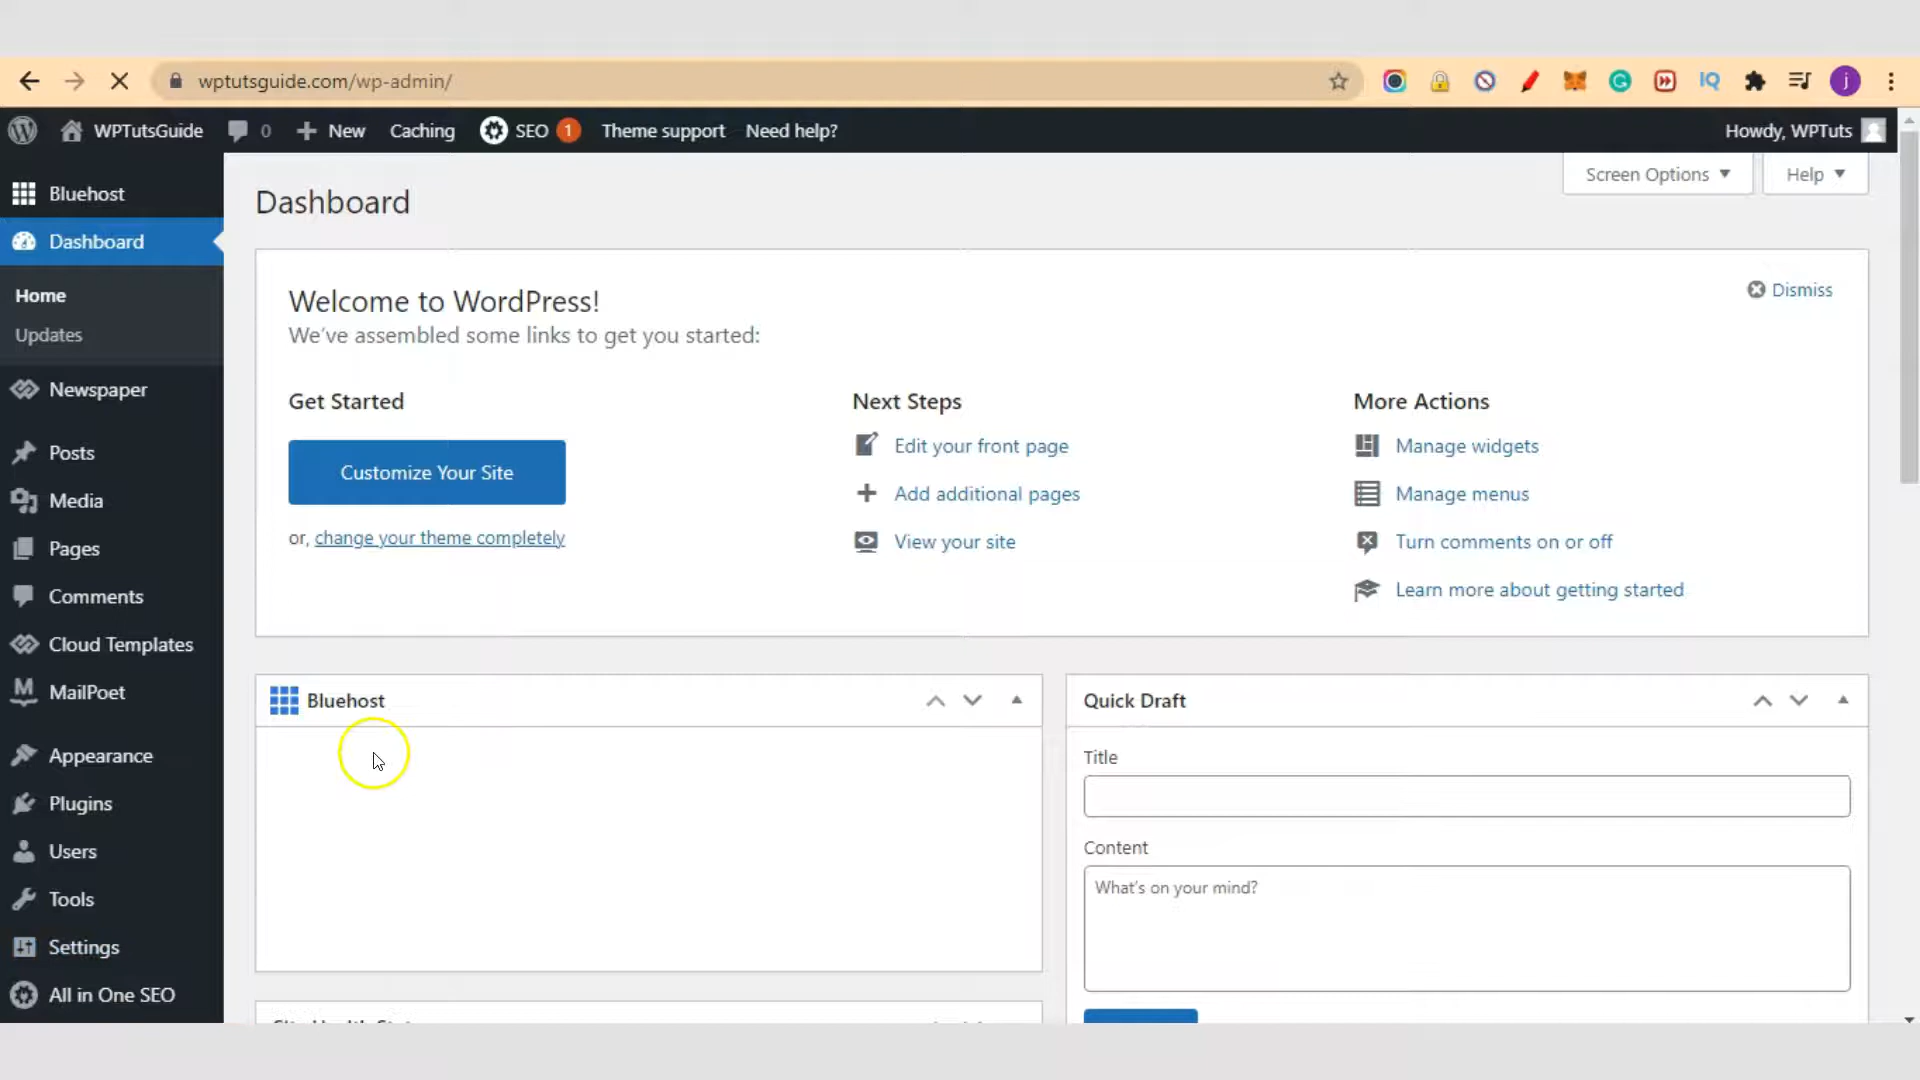 wptutsguide.com/wp-admin/
WPTutsGuide 0 New Caching SEO 1 Theme support Need help? Howdy, WPTuts
Bluehost
Dashboard
Home
Updates
Newspaper
Posts
Media
Pages
Comments
Cloud Templates
MailPoet
Appearance
Plugins
Users
Tools
Settings
All in One SEO
Screen Options Help
Dashboard
Dismiss
Welcome to WordPress!
We've assembled some links to get you started:
Get Started
Customize Your Site
or, change your theme completely
Next Steps
Edit your front page
Add additional pages
View your site
More Actions
Manage widgets
Manage menus
Turn comments on or off
Learn more about getting started
Bluehost
Quick Draft
Title
Content
What's on your mind?